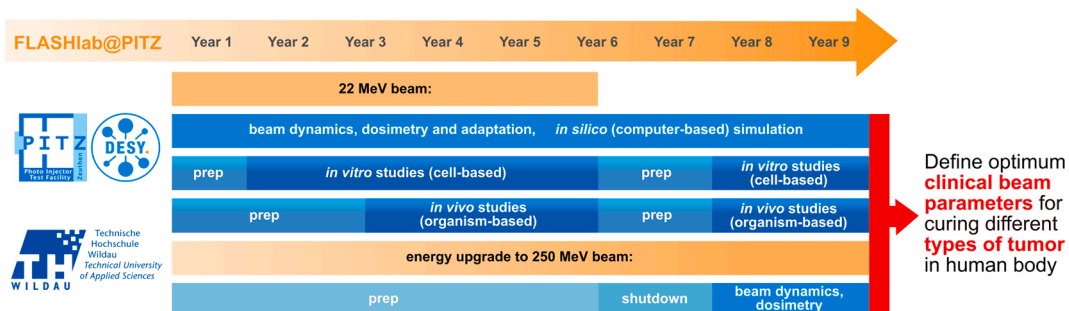 FLASHlab@PITZ Year 1 Year 2 Year 3 Year 4 Year 5 Year 6 Year 7 Year 8 Year 9
22 MeV beam:
PITZ
Zeuthen
Photo Injector
Test Facility
DESY.
beam dynamics, dosimetry and adaptation, in silico (computer-based) simulation
prep
in vitro studies (cell-based)
prep
in vitro studies
(cell-based)
prep
in vivo studies
(organism-based)
prep
in vivo studies
(organism-based)
Technische
Hochschule
Wildau
Technical University
of Applied Sciences
TH
WILDAU
energy upgrade to 250 MeV beam:
prep
shutdown
beam dynamics,
dosimetry
Define optimum
clinical beam
parameters for
curing different
types of tumor
in human body